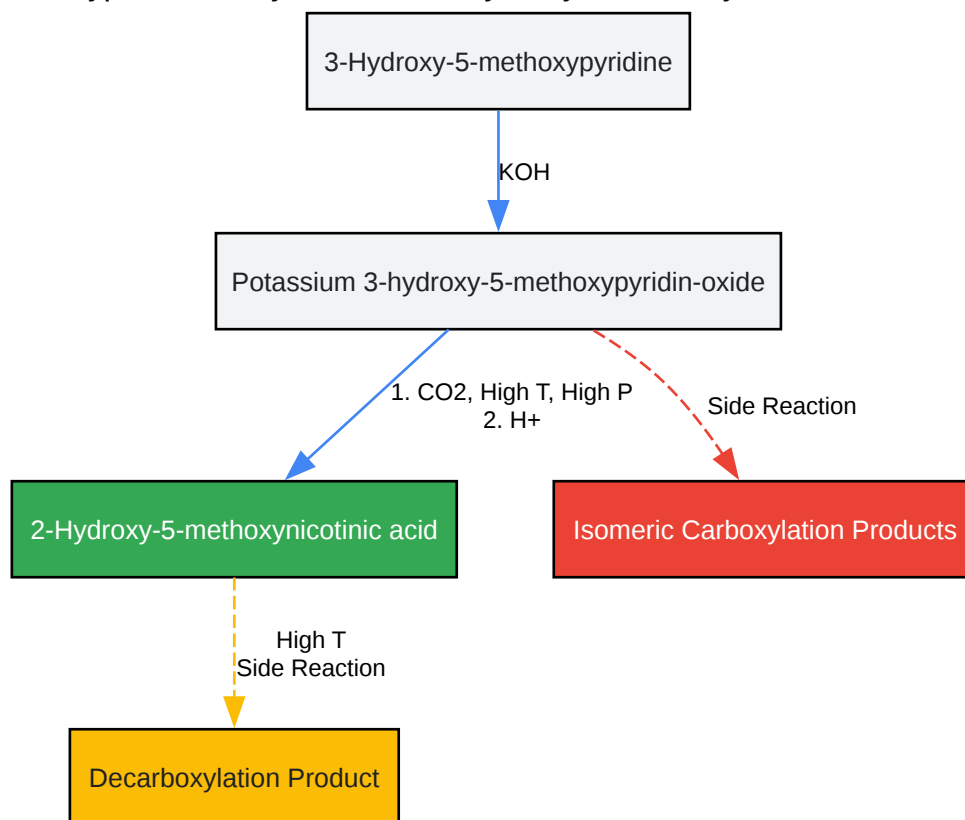 3-Hydroxy-5-methoxypyridine
KOH
Potassium 3-hydroxy-5-methoxypyridin-oxide
1. CO2, High T, High P
2. H+
Side Reaction
2-Hydroxy-5-methoxynicotinic acid
Isomeric Carboxylation Products
High T
Side Reaction
Decarboxylation Product